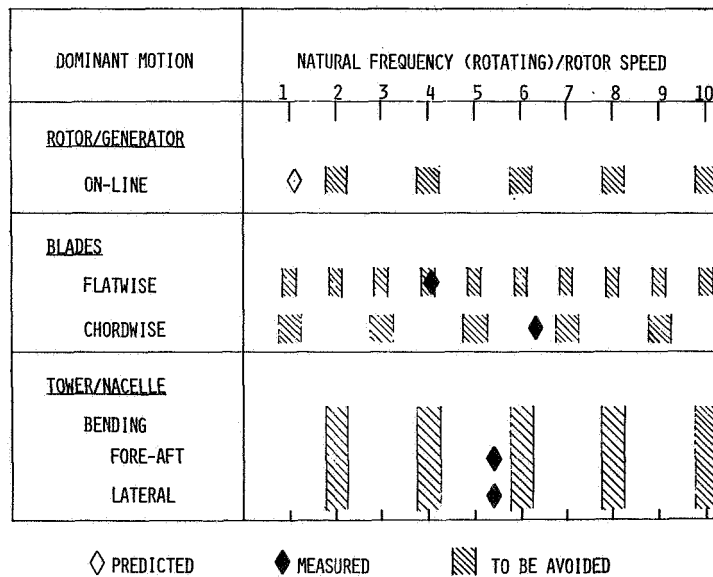 DOMINANT MOTION
NATURAL FREQUENCY (ROTATING)/ROTOR SPEED
1 2 3 4 5 6 7 8 9 10
ROTOR/GENERATOR
ON-LINE
BLADES
FLATWISE
CHORDWISE
TOWER/NACELLE
BENDING
FORE-AFT
LATERAL
PREDICTED
MEASURED
TO BE AVOIDED